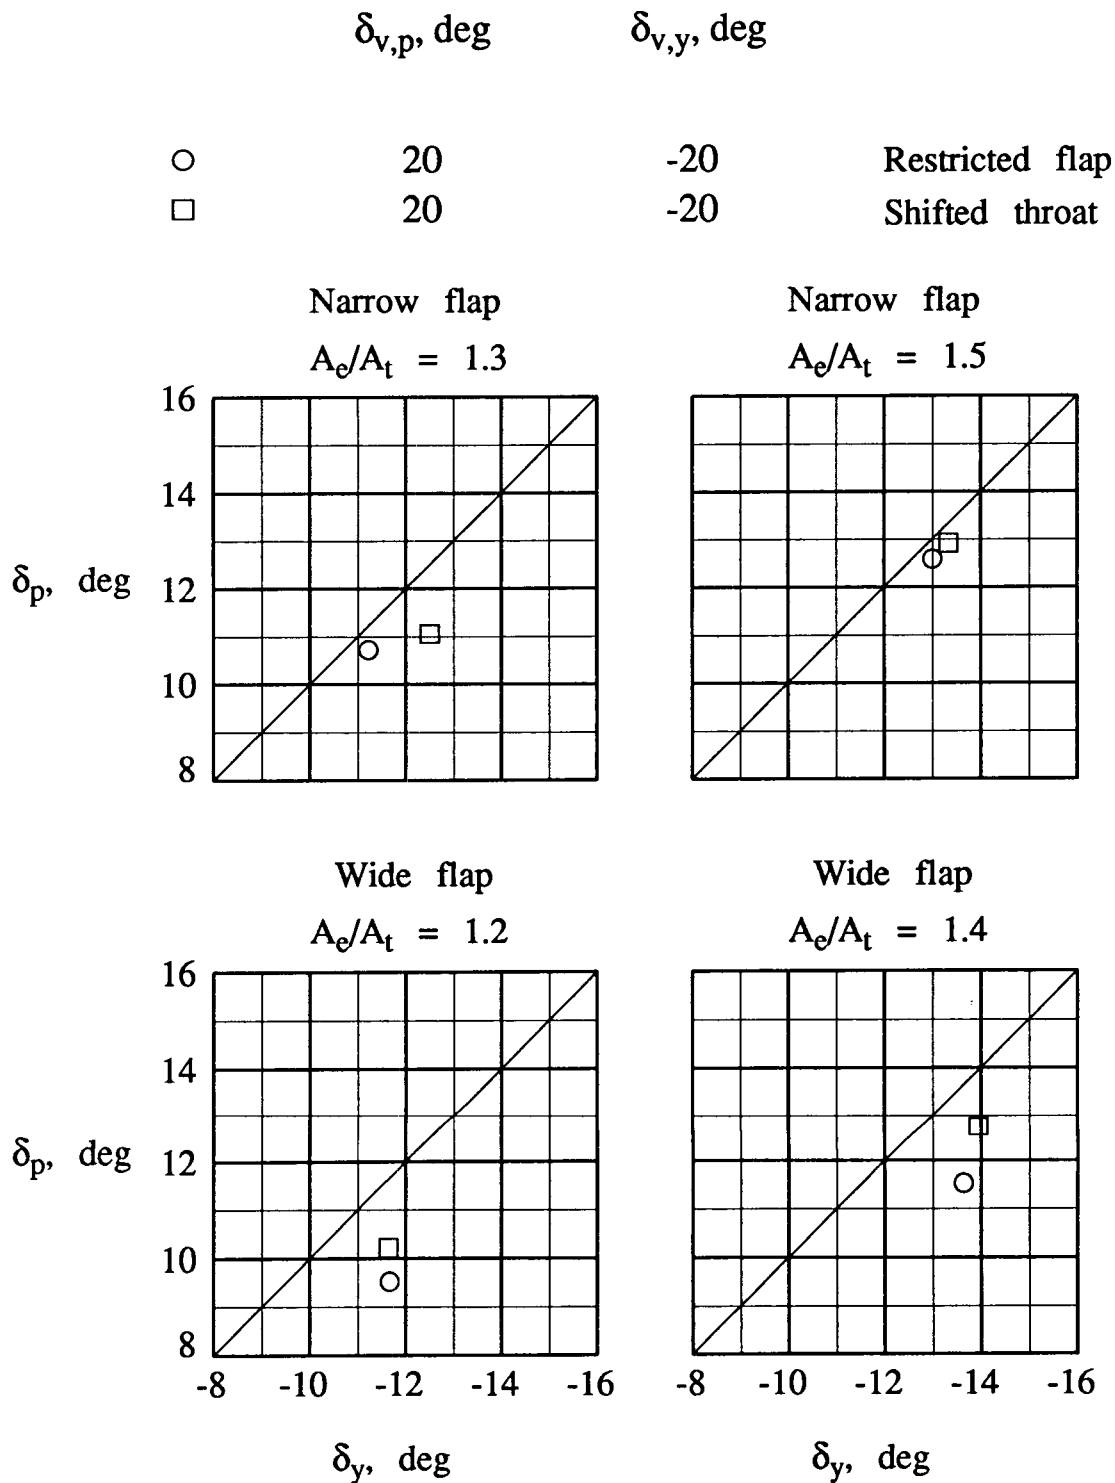 δv,p, deg δv,y, deg
20 -20 Restricted flap
20 -20 Shifted throat
Narrow flap
Ae/At = 1.3
Narrow flap
Ae/At = 1.5
16
14
δp, deg 12
10
8
Wide flap
Ae/At = 1.2
Wide flap
Ae/At = 1.4
16
14
δp, deg 12
10
8
-8 -10 -12 -14 -16
-8 -10 -12 -14 -16
δy, deg
δy, deg